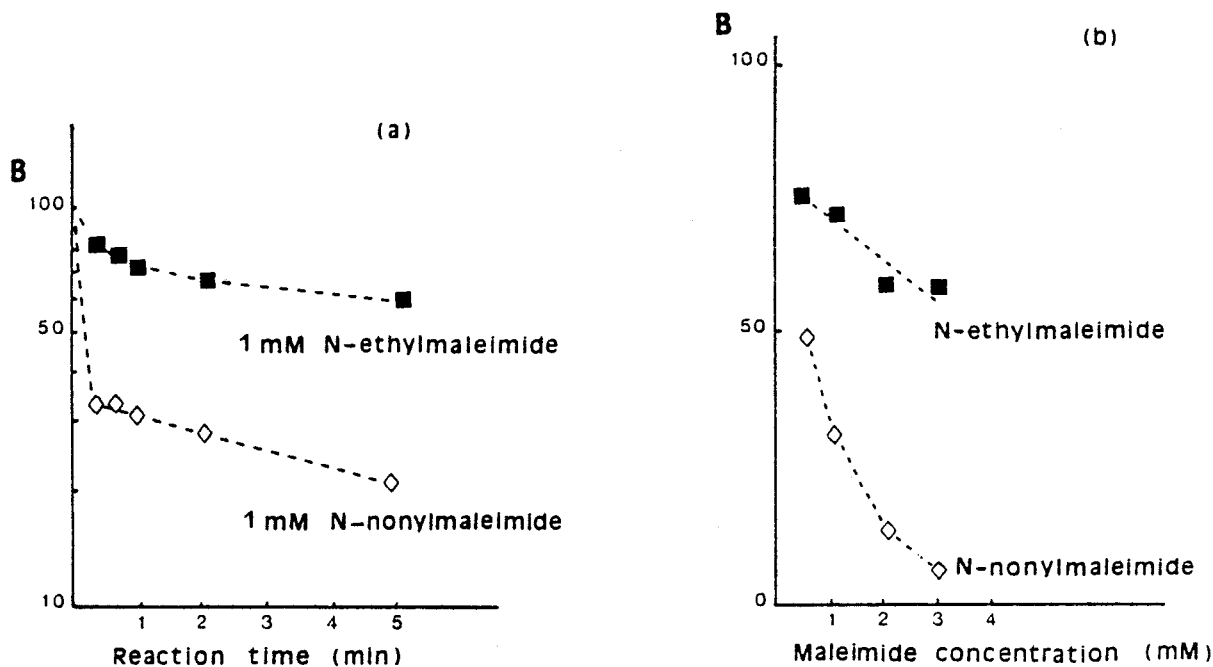 (a)
B
100
50
10
1 mM N-ethylmaleimide
1 mM N-nonylmaleimide
1 2 3 4 5
Reaction time (min)
(b)
B
100
50
0
N-ethylmaleimide
N-nonylmaleimide
1 2 3 4
Maleimide concentration (mM)